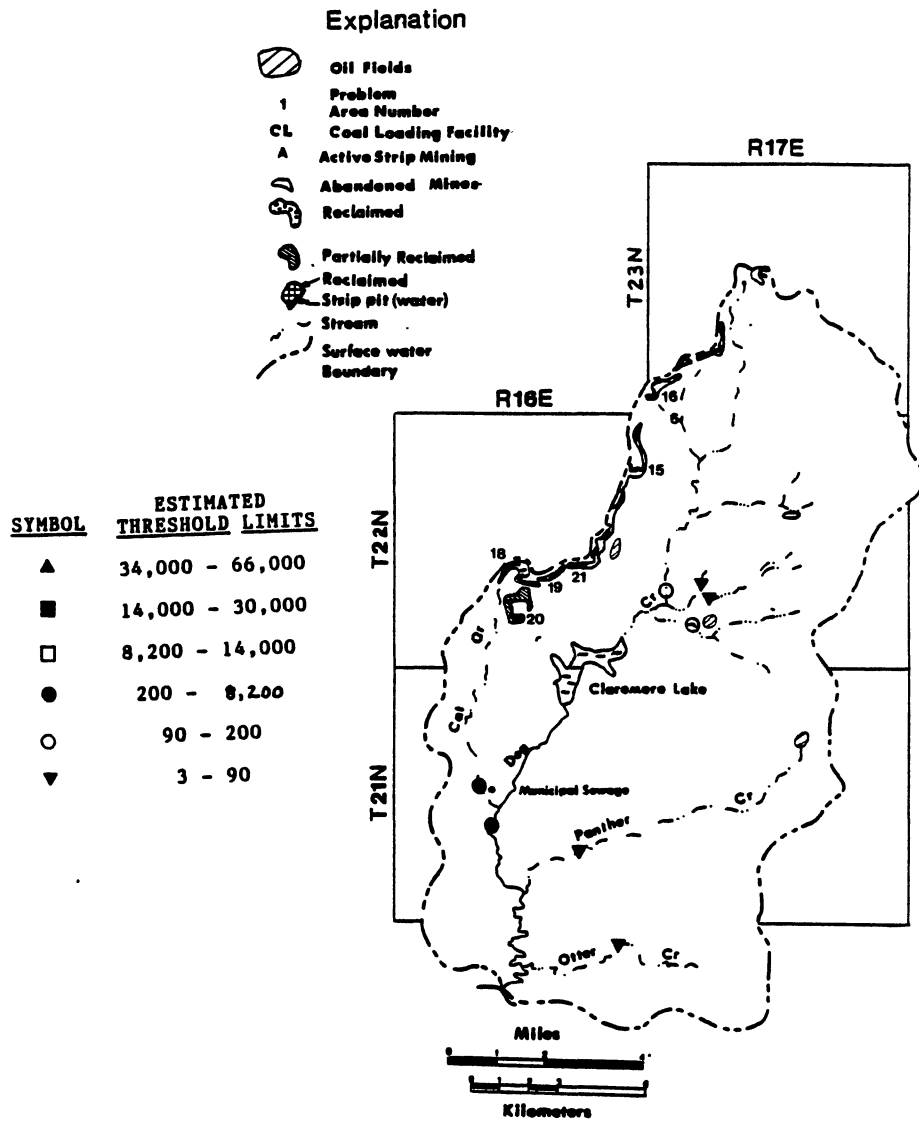 Explanation
Oil Fields
1 Problem
Area Number
CL Coal Loading Facility
A Active Strip Mining
Abandoned Mines
Reclaimed
Partially Reclaimed
Reclaimed
Strip pit (water)
Stream
Surface water
Boundary
R17E
T23N
R16E
16
15
SYMBOL ESTIMATED
THRESHOLD LIMITS
34,000 - 66,000
14,000 - 30,000
8,200 - 14,000
200 - 8,200
90 - 200
3 - 90
T22N
18
21
19
20
Cr
Cr
Cat
Claremore Lake
Dog
T21N
Municipal Sewage
Panther
Cr
Otter
Cr
Miles
Kilometers